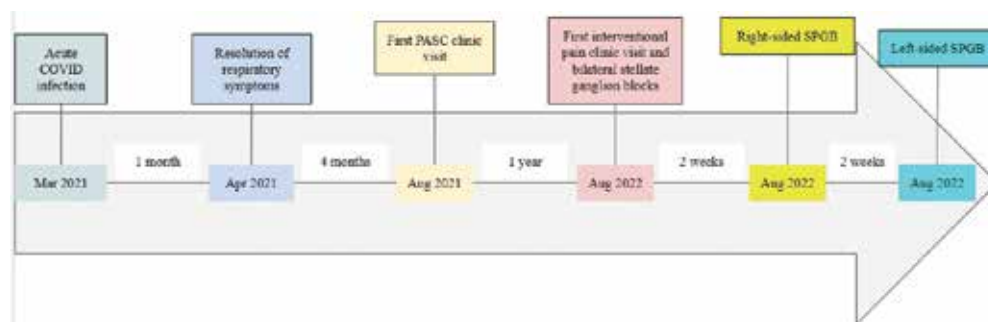 Acute
COVID
infection
Resolution of
respiratory
symptoms
First PASC clinic
visit
First interventional
pain clinic visit and
bilateral stellate
ganglion blocks
Right-sided SPGB
Left-sided SPGB
Mar 2021
1 month
Apr 2021
4 months
Aug 2021
1 year
Aug 2022
2 weeks
Aug 2022
2 weeks
Aug 2022